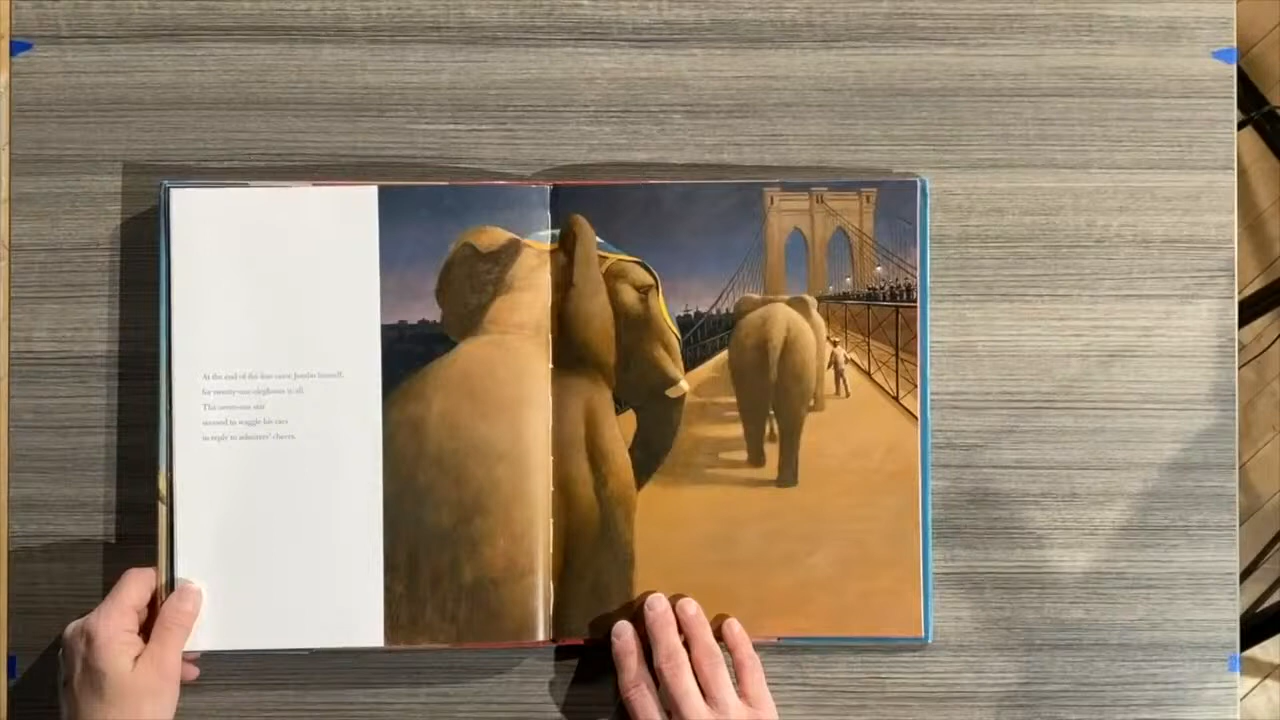 At the end of the line came Jumbo himself,
for twenty-one elephants in all.
This seven-ton star
seemed to waggle his ears
in reply to admirers' cheers.